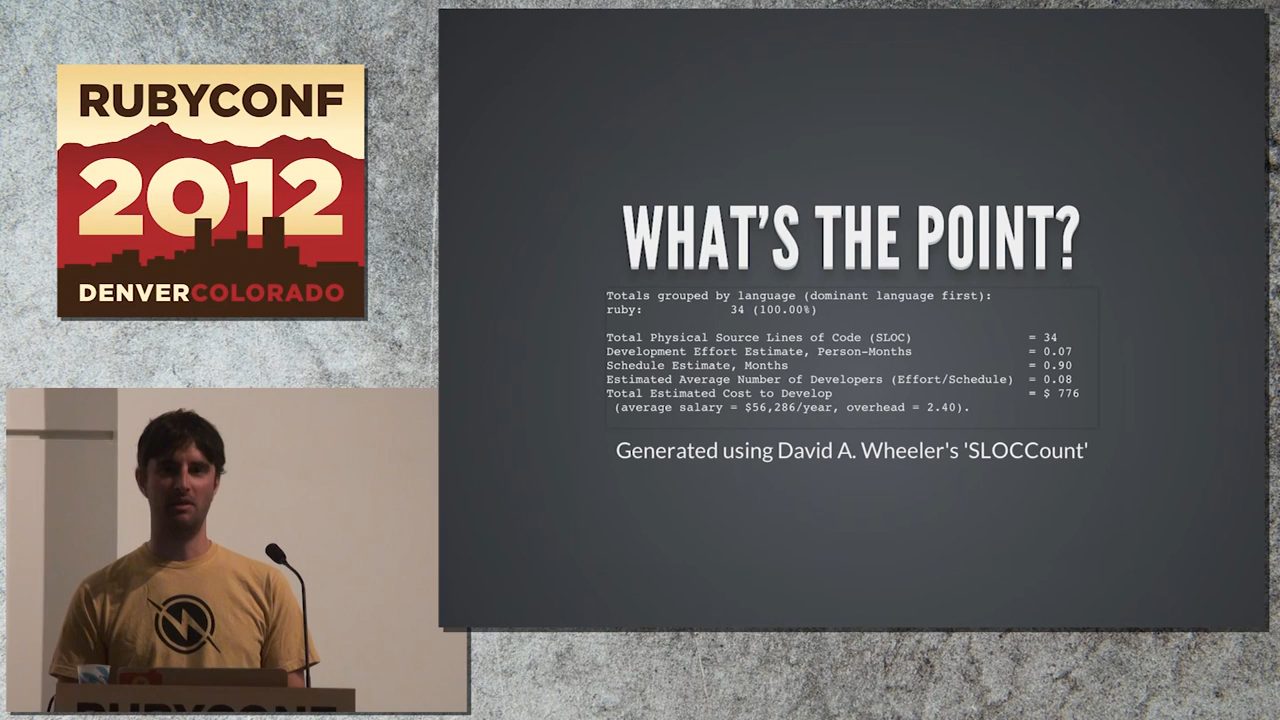 RUBYCONF
2012
DENVERCOLORADO
WHAT'S THE POINT?
Totals grouped by language (dominant language first):
ruby: 34 (100.00%)
Total Physical Source Lines of Code (SLOC) = 34
Development Effort Estimate, Person-Months = 0.07
Schedule Estimate, Months = 0.90
Estimated Average Number of Developers (Effort/Schedule) = 0.08
Total Estimated Cost to Develop = $ 776
(average salary = $56,286/year, overhead = 2.40).
Generated using David A. Wheeler's 'SLOCCount'
RUBYCONF